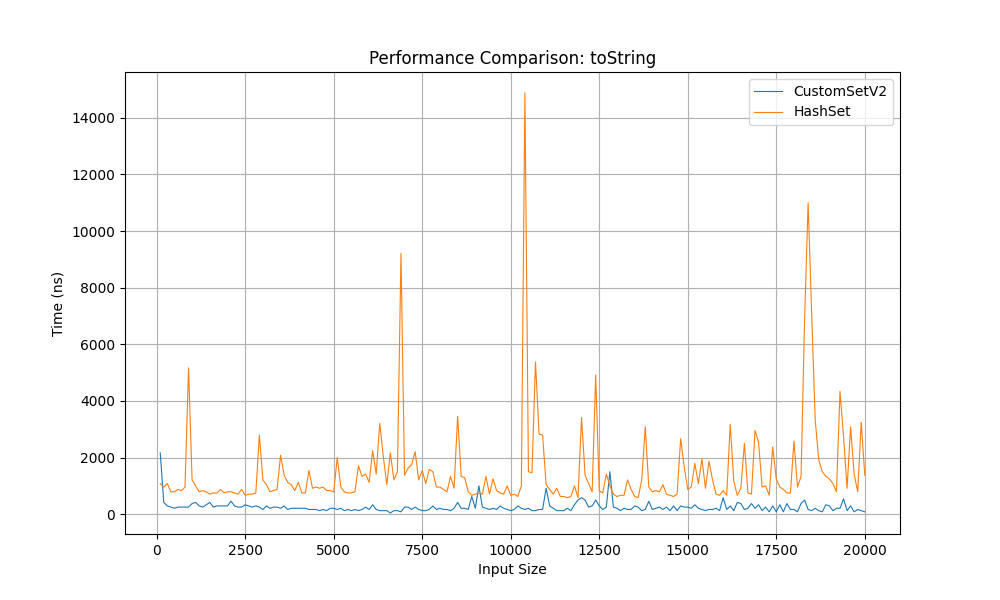 Performance Comparison: toString
CustomSetV2
HashSet
Time (ns)
14000
12000
10000
8000
6000
4000
2000
0
0 2500 5000 7500 10000 12500 15000 17500 20000
Input Size